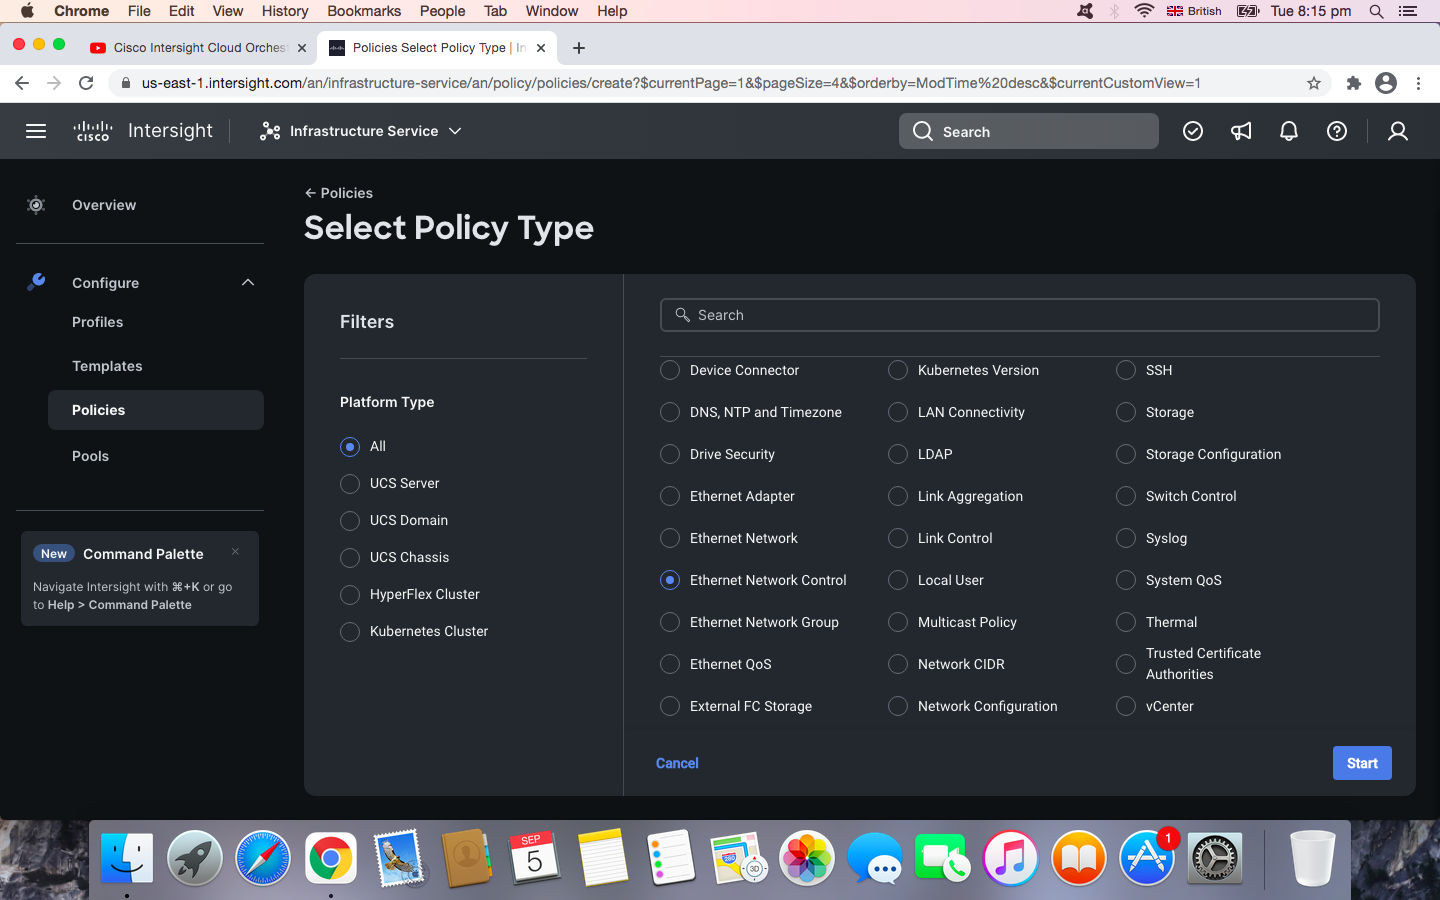 Chrome File Edit View History Bookmarks People Tab Window Help British Tue 8:15 pm
Cisco Intersight Cloud Orches
Policies Select Policy Type | In
us-east-1.intersight.com/an/infrastructure-service/an/policy/policies/create?$currentPage=1&$pageSize=4&$orderby=ModTime%20desc&$currentCustomView=1
CISCO Intersight
Infrastructure Service
Search
Overview
Configure
Profiles
Templates
Policies
Pools
New Command Palette
Navigate Intersight with ⌘+K or go
to Help > Command Palette
← Policies
Select Policy Type
Filters
Platform Type
All
UCS Server
UCS Domain
UCS Chassis
HyperFlex Cluster
Kubernetes Cluster
Search
Device Connector
DNS, NTP and Timezone
Drive Security
Ethernet Adapter
Ethernet Network
Ethernet Network Control
Ethernet Network Group
Ethernet QoS
External FC Storage
Kubernetes Version
LAN Connectivity
LDAP
Link Aggregation
Link Control
Local User
Multicast Policy
Network CIDR
Network Configuration
SSH
Storage
Storage Configuration
Switch Control
Syslog
System QoS
Thermal
Trusted Certificate
Authorities
vCenter
Cancel
Start
SEP
5
280
3D
1